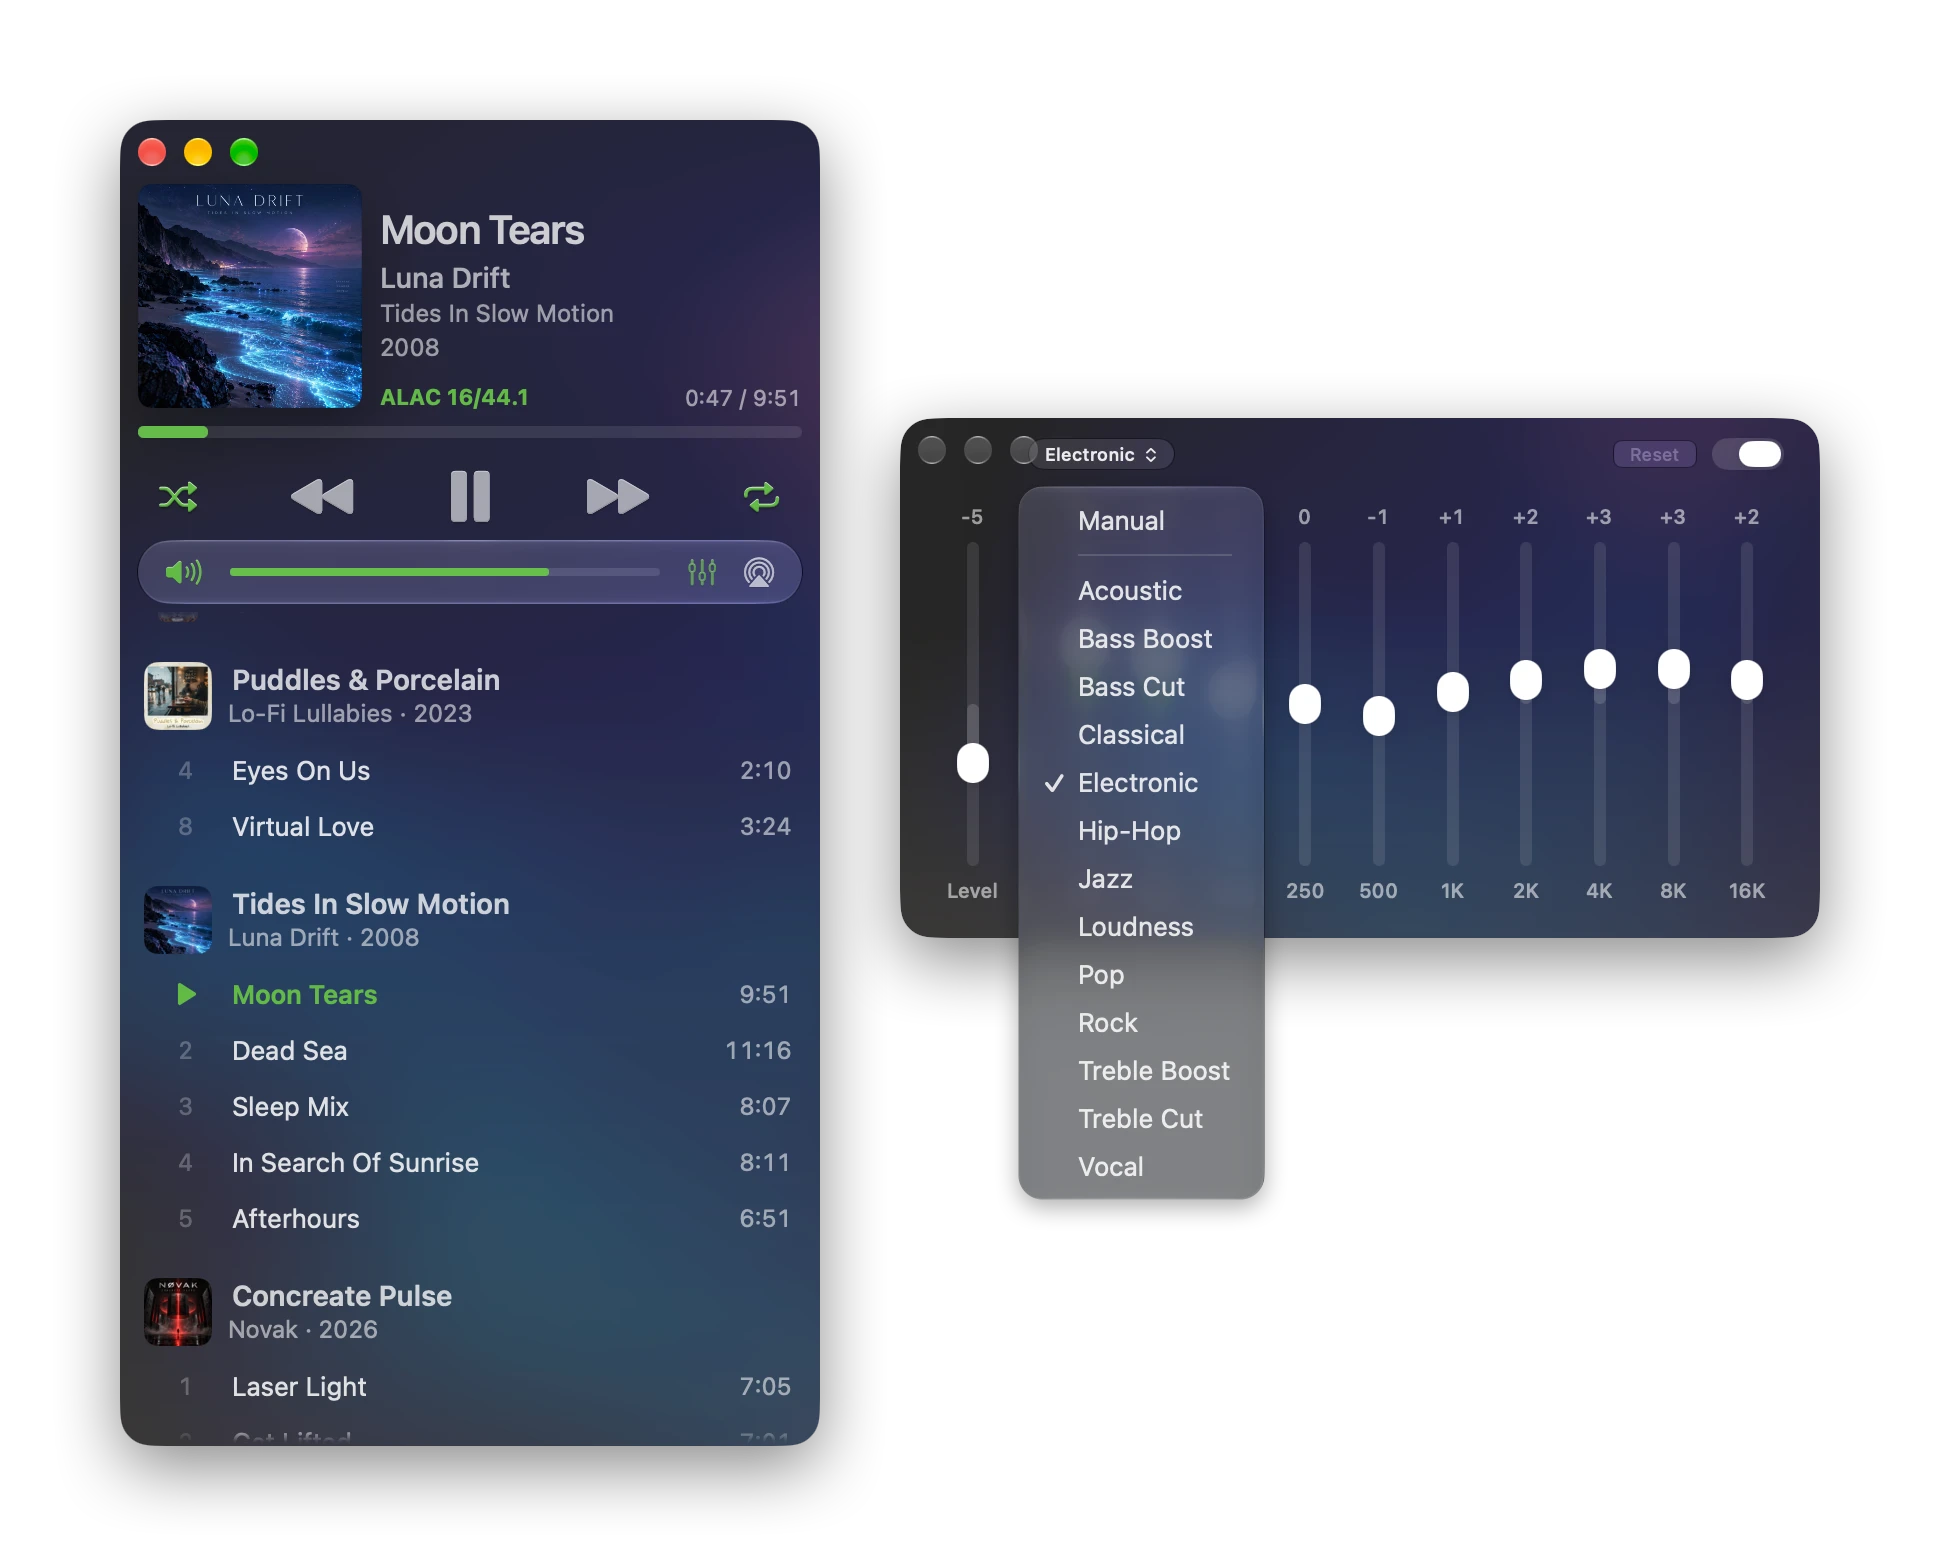 LUNA DRIFT
TIDES IN SLOW MOTION
Moon Tears
Luna Drift
Tides In Slow Motion
2008
ALAC 16/44.1
0:47 / 9:51
Puddles & Porcelain
Lo-Fi Lullabies · 2023
4 Eyes On Us 2:10
8 Virtual Love 3:24
Tides In Slow Motion
Luna Drift · 2008
Moon Tears 9:51
2 Dead Sea 11:16
3 Sleep Mix 8:07
4 In Search Of Sunrise 8:11
5 Afterhours 6:51
NØVAK
Concreate Pulse
Novak · 2026
1 Laser Light 7:05
Electronic
Reset
-5 0 -1 +1 +2 +3 +3 +2
Level 250 500 1K 2K 4K 8K 16K
Manual
Acoustic
Bass Boost
Bass Cut
Classical
Electronic
Hip-Hop
Jazz
Loudness
Pop
Rock
Treble Boost
Treble Cut
Vocal